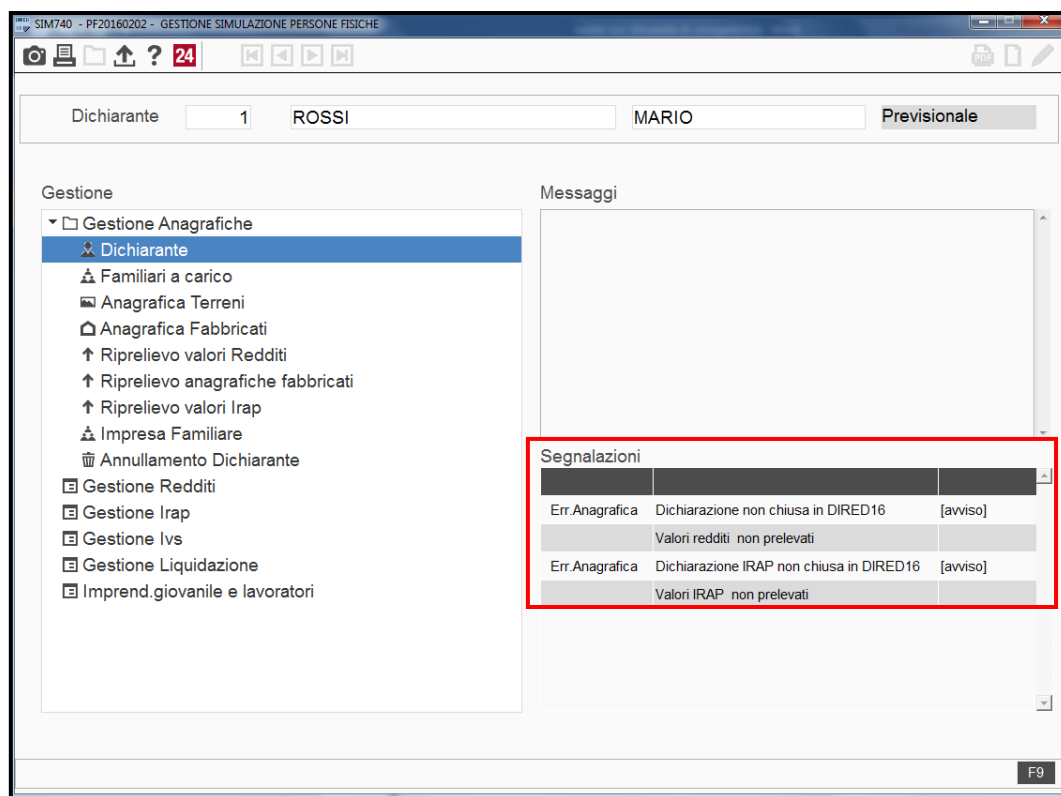 SIM740 - PF20160202 - GESTIONE SIMULAZIONE PERSONE FISICHE
? 24
PDF
Dichiarante 1 ROSSI MARIO Previsionale
Gestione
Gestione Anagrafiche
Dichiarante
Familiari a carico
Anagrafica Terreni
Anagrafica Fabbricati
Riprelievo valori Redditi
Riprelievo anagrafiche fabbricati
Riprelievo valori Irap
Impresa Familiare
Annullamento Dichiarante
Gestione Redditi
Gestione Irap
Gestione Ivs
Gestione Liquidazione
Imprend.giovanile e lavoratori
Messaggi
Segnalazioni
Err.Anagrafica Dichiarazione non chiusa in DIRED16 [avviso]
Valori redditi non prelevati
Err.Anagrafica Dichiarazione IRAP non chiusa in DIRED16 [avviso]
Valori IRAP non prelevati
F9